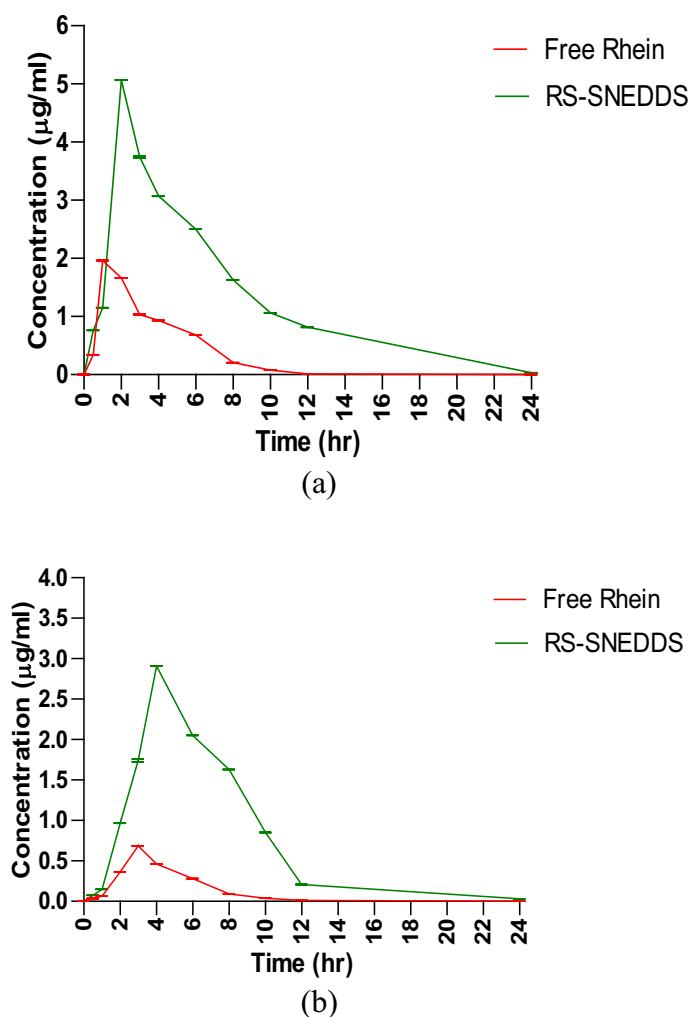 6
5
4
3
2
1
0
Concentration (µg/ml)
0 2 4 6 8 10 12 14 16 18 20 22 24
Time (hr)
Free Rhein
RS-SNEDDS
(a)
4.0
3.5
3.0
2.5
2.0
1.5
1.0
0.5
0.0
Concentration (µg/ml)
0 2 4 6 8 10 12 14 16 18 20 22 24
Time (hr)
Free Rhein
RS-SNEDDS
(b)